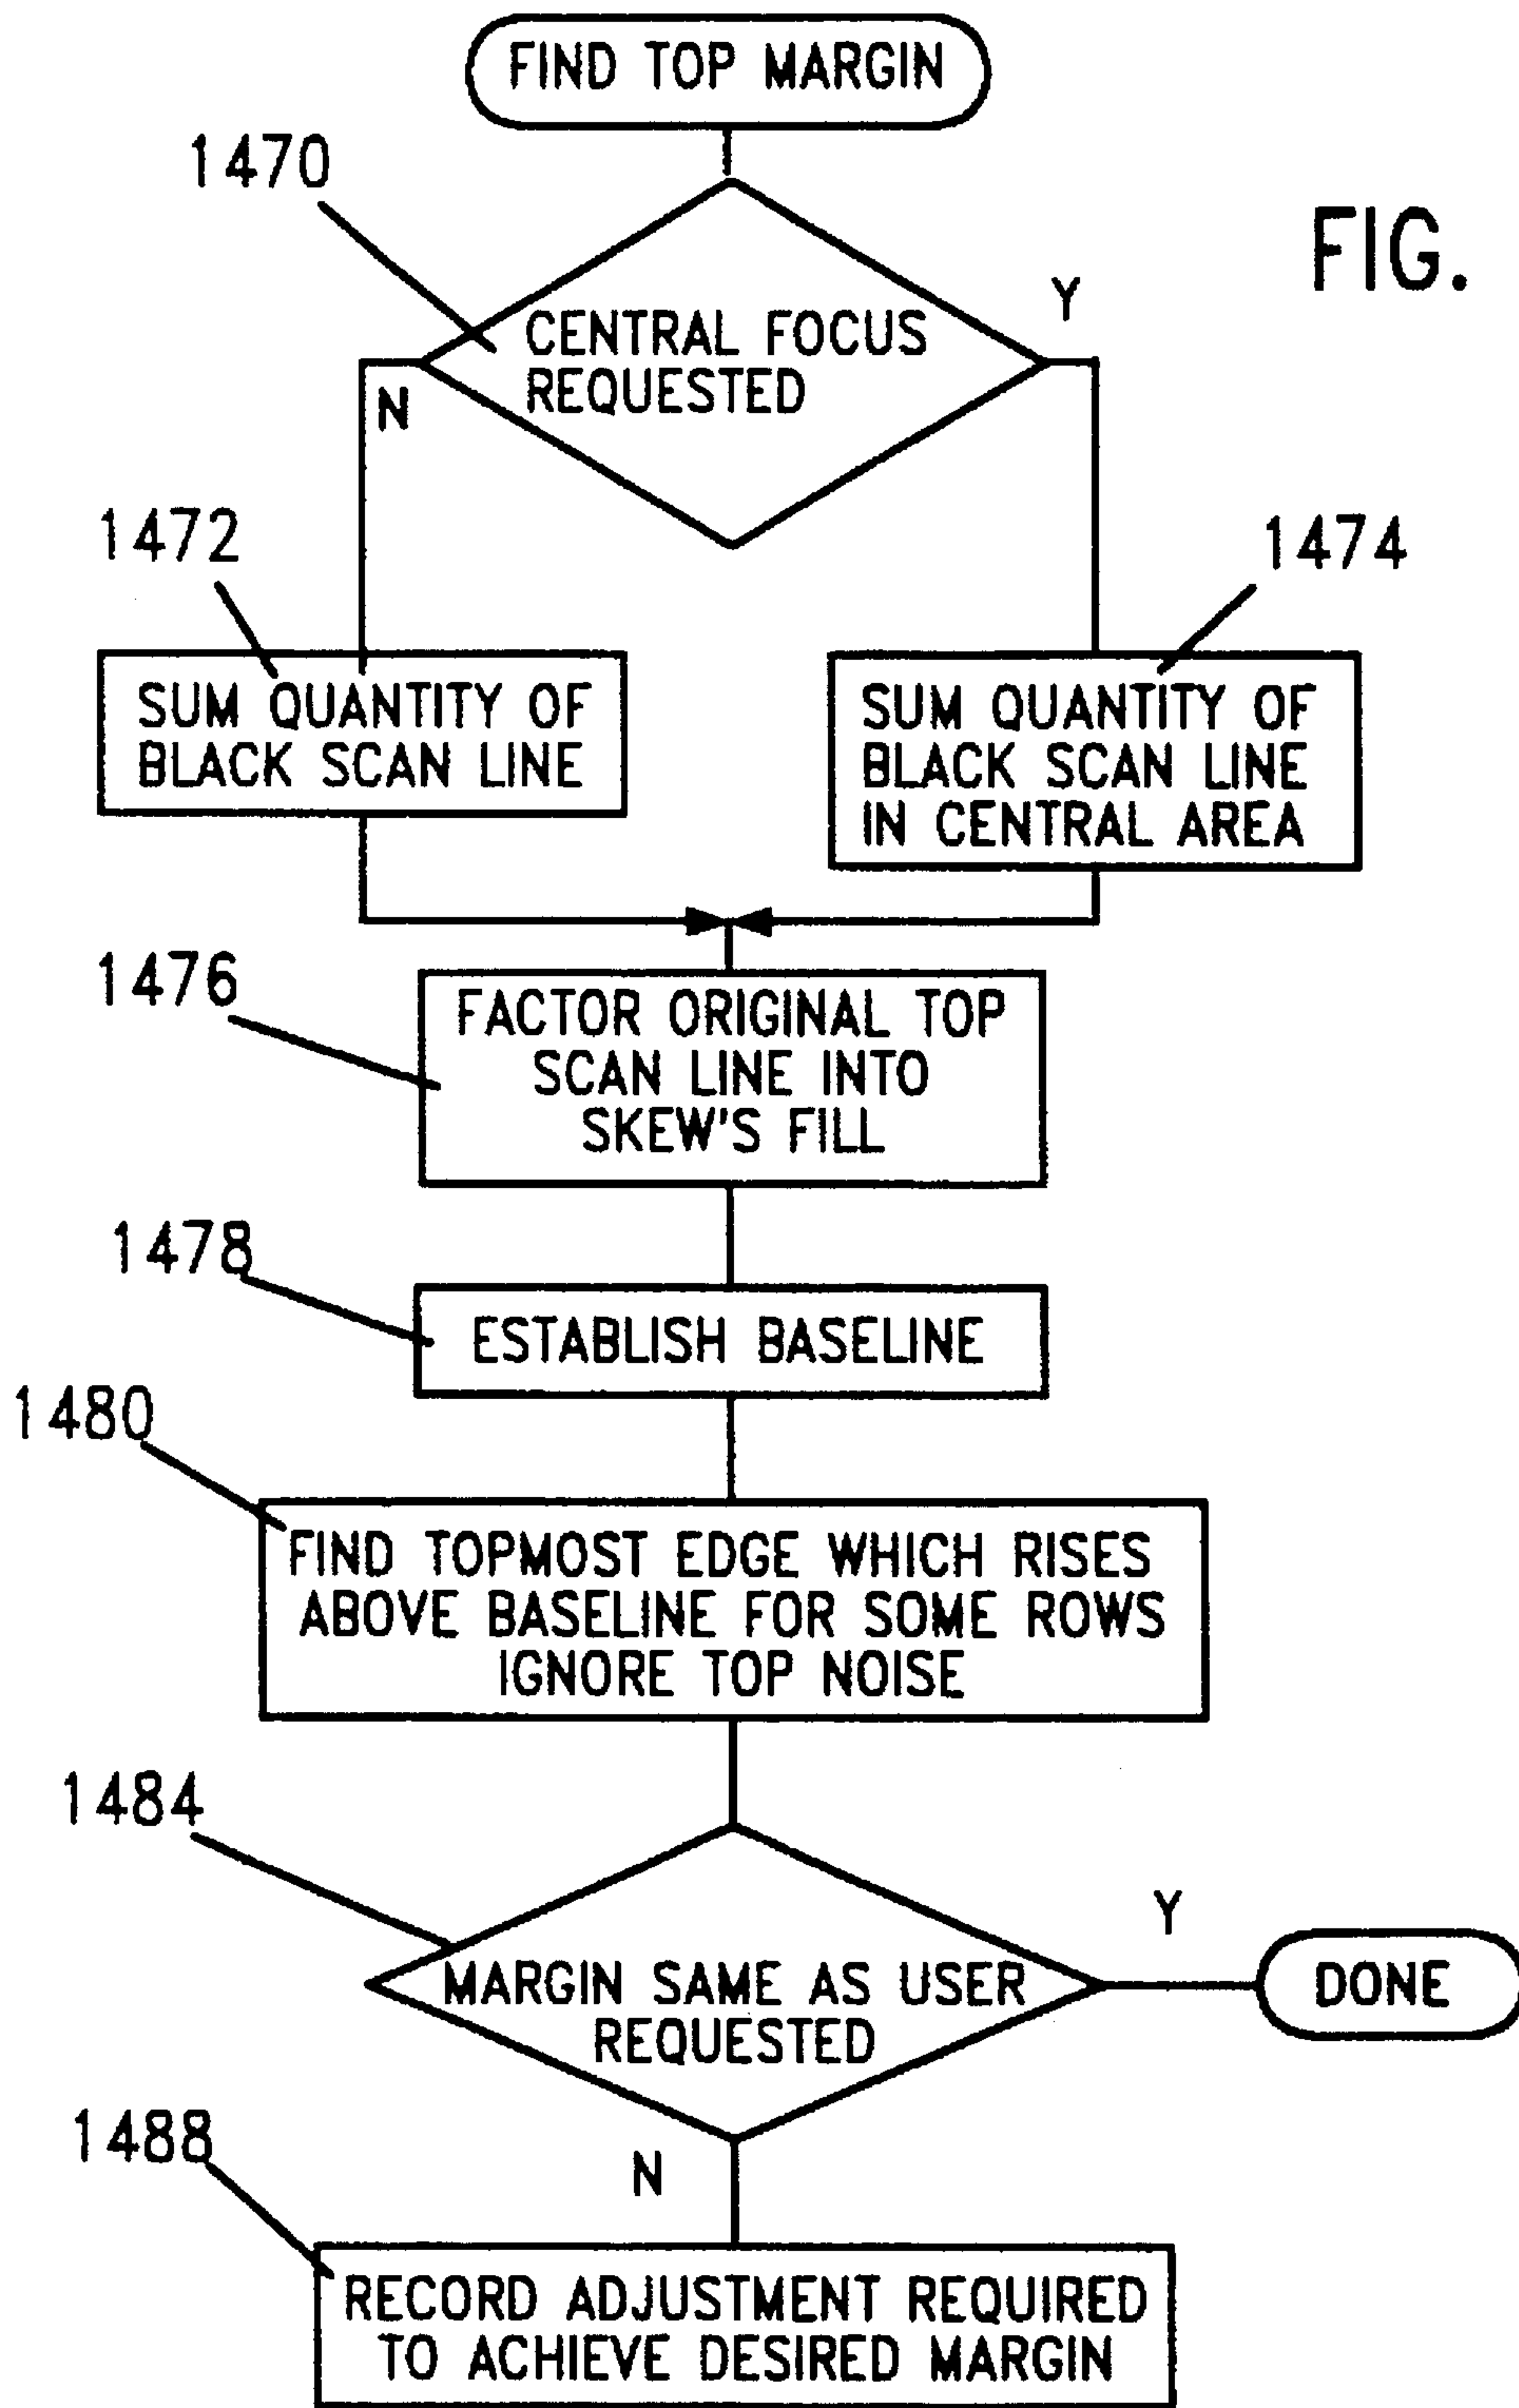 FIND TOP MARGIN
1470
FIG.
CENTRAL FOCUS
REQUESTED
Y
N
1472
1474
SUM QUANTITY OF
BLACK SCAN LINE
SUM QUANTITY OF
BLACK SCAN LINE
IN CENTRAL AREA
1476
FACTOR ORIGINAL TOP
SCAN LINE INTO
SKEW'S FILL
1478
ESTABLISH BASELINE
1480
FIND TOPMOST EDGE WHICH RISES
ABOVE BASELINE FOR SOME ROWS
IGNORE TOP NOISE
1484
MARGIN SAME AS USER
REQUESTED
Y
DONE
N
1488
RECORD ADJUSTMENT REQUIRED
TO ACHIEVE DESIRED MARGIN